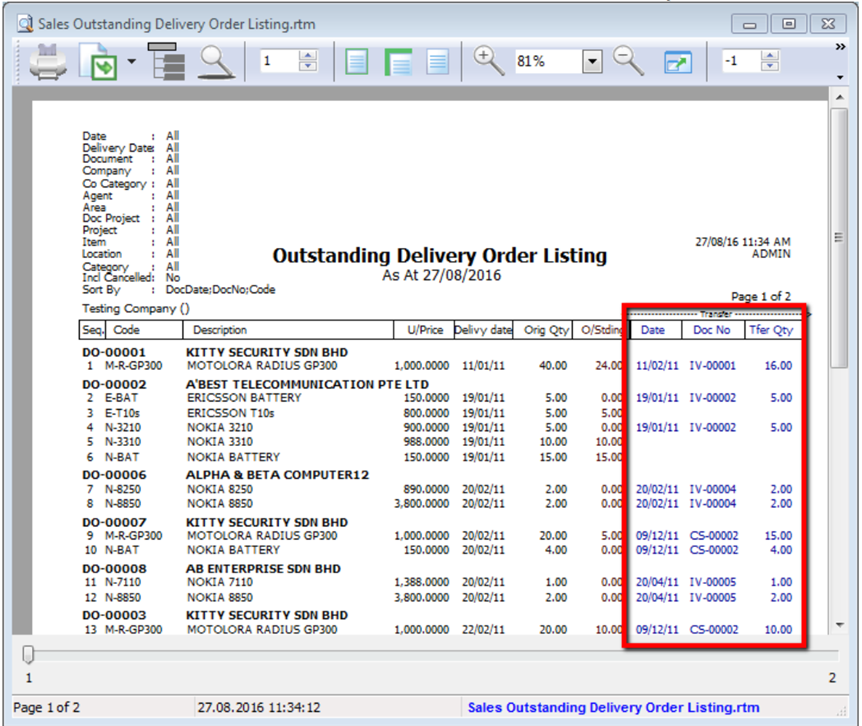 Sales Outstanding Delivery Order Listing.rtm
1 81% -1
Date : All
Delivery Date: All
Document : All
Company : All
Co Category : All
Agent : All
Area : All
Doc Project : All
Project : All
Item : All
Location : All
Category : All
Incl Cancelled: No
Sort By : DocDate;DocNo;Code
27/08/16 11:34 AM
ADMIN
Outstanding Delivery Order Listing
As At 27/08/2016
Page 1 of 2
Testing Company ()
Transfer
Seq. Code Description U/Price Delivy date Orig Qty O/Stding Date Doc No Tfer Qty
DO-00001 KITTY SECURITY SDN BHD
1 M-R-GP300 MOTOLORA RADIUS GP300 1,000.0000 11/01/11 40.00 24.00 11/02/11 IV-00001 16.00
DO-00002 A'BEST TELECOMMUNICATION PTE LTD
2 E-BAT ERICSSON BATTERY 150.0000 19/01/11 5.00 0.00 19/01/11 IV-00002 5.00
3 E-T10s ERICSSON T10s 800.0000 19/01/11 5.00 5.00
4 N-3210 NOKIA 3210 900.0000 19/01/11 5.00 0.00 19/01/11 IV-00002 5.00
5 N-3310 NOKIA 3310 988.0000 19/01/11 10.00 10.00
6 N-BAT NOKIA BATTERY 150.0000 19/01/11 15.00 15.00
DO-00006 ALPHA & BETA COMPUTER12
7 N-8250 NOKIA 8250 890.0000 20/02/11 2.00 0.00 20/02/11 IV-00004 2.00
8 N-8850 NOKIA 8850 3,800.0000 20/02/11 2.00 0.00 20/02/11 IV-00004 2.00
DO-00007 KITTY SECURITY SDN BHD
9 M-R-GP300 MOTOLORA RADIUS GP300 1,000.0000 20/02/11 20.00 5.00 09/12/11 CS-00002 15.00
10 N-BAT NOKIA BATTERY 150.0000 20/02/11 4.00 0.00 09/12/11 CS-00002 4.00
DO-00008 AB ENTERPRISE SDN BHD
11 N-7110 NOKIA 7110 1,388.0000 20/02/11 1.00 0.00 20/04/11 IV-00005 1.00
12 N-8850 NOKIA 8850 3,800.0000 20/02/11 2.00 0.00 20/04/11 IV-00005 2.00
DO-00003 KITTY SECURITY SDN BHD
13 M-R-GP300 MOTOLORA RADIUS GP300 1,000.0000 22/02/11 20.00 10.00 09/12/11 CS-00002 10.00
1 2
Page 1 of 2 27.08.2016 11:34:12 Sales Outstanding Delivery Order Listing.rtm